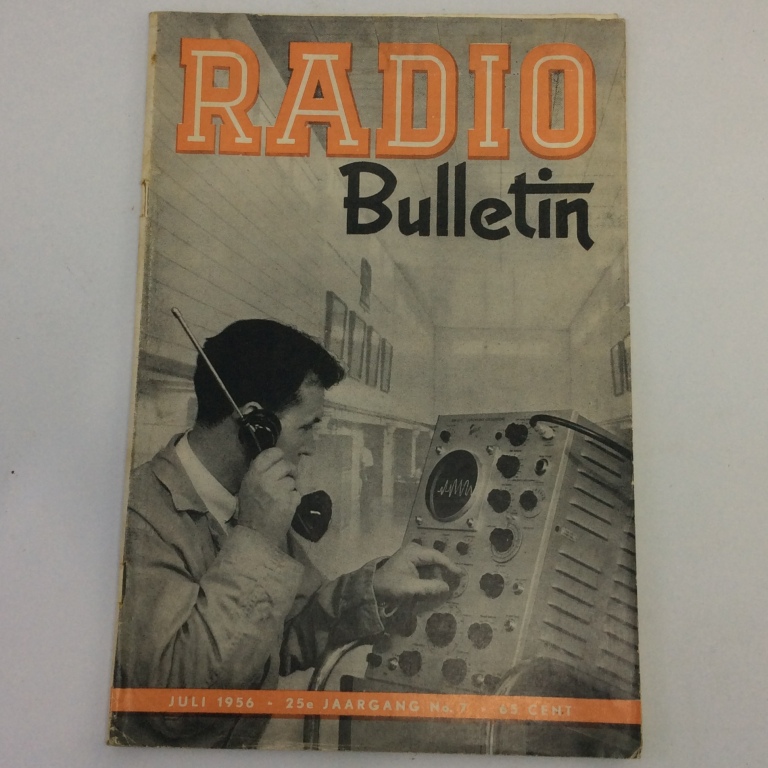 RADIO
Bulletin
JULI 1956 - 25e JAARGANG No. 7 - 65 CENT